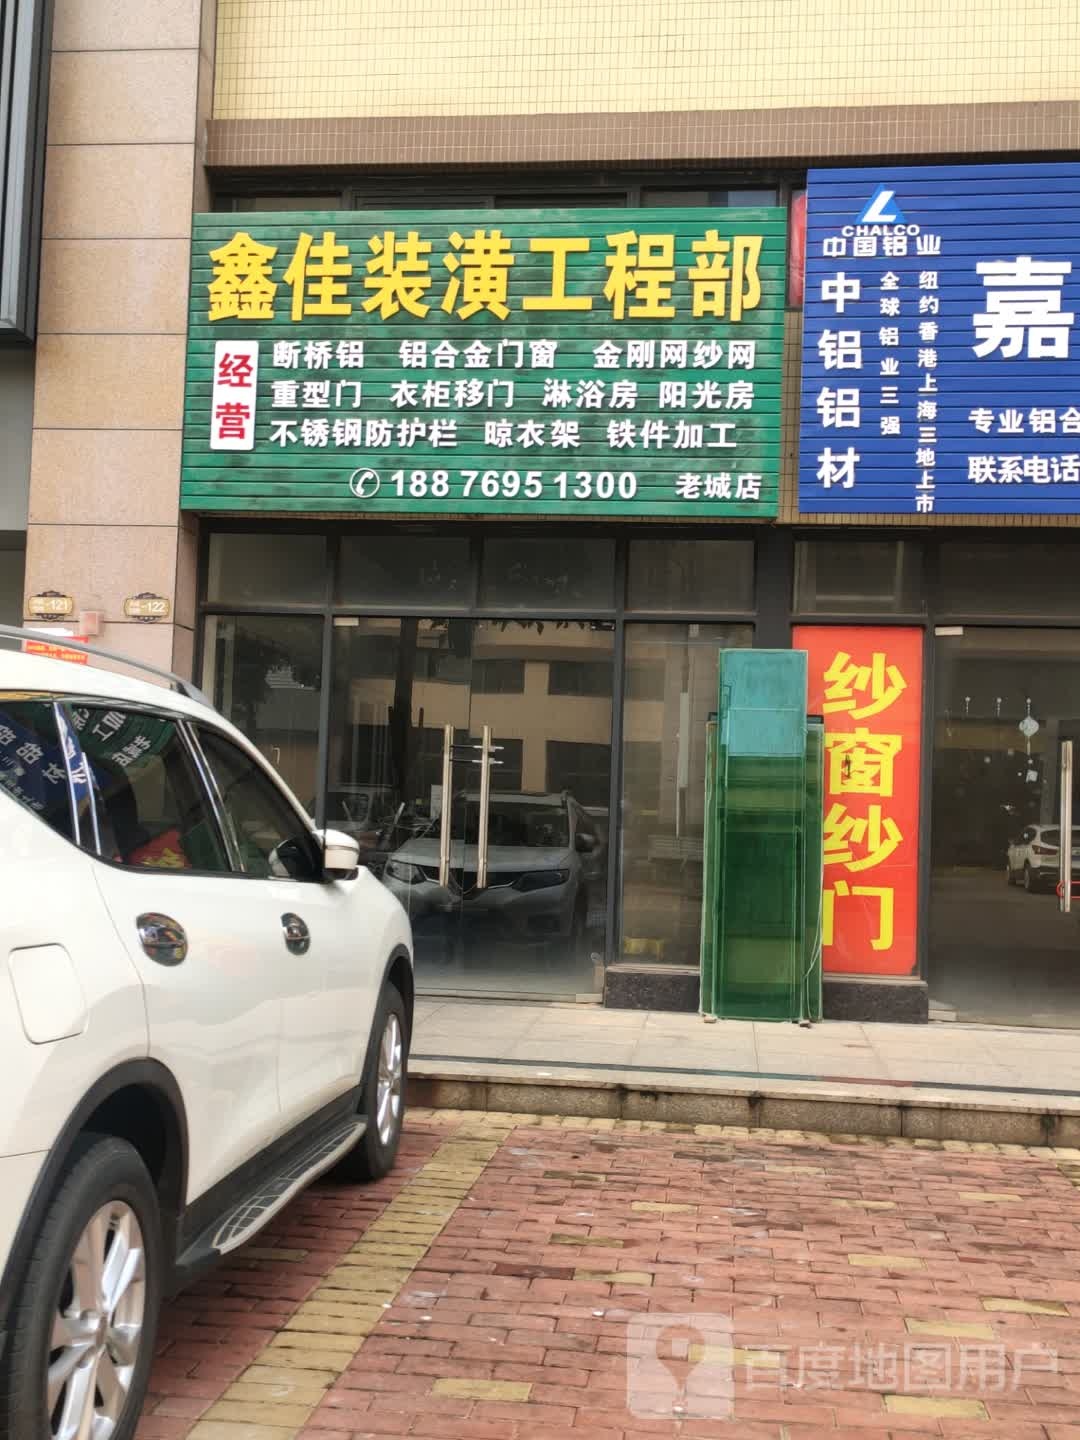 鑫佳装潢工程部
经营
断桥铝 铝合金门窗 金刚网纱网
重型门 衣柜移门 淋浴房 阳光房
不锈钢防护栏 晾衣架 铁件加工
188 7695 1300 老城店
CHALCO
中国铝业
中铝铝材
全球铝业三强
纽约香港上海三地上市
嘉
专业铝合
联系电话
-121
-122
纱窗纱门
百度地图用户